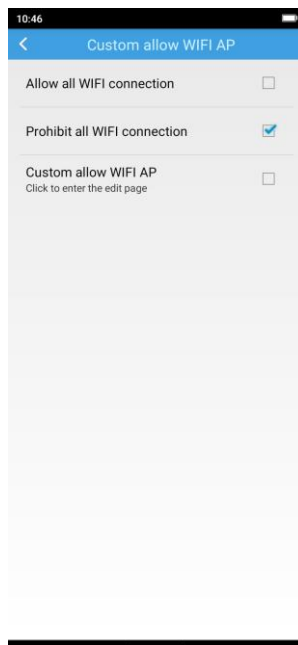 10:46
Custom allow WIFI AP
Allow all WIFI connection
Prohibit all WIFI connection
Custom allow WIFI AP
Click to enter the edit page